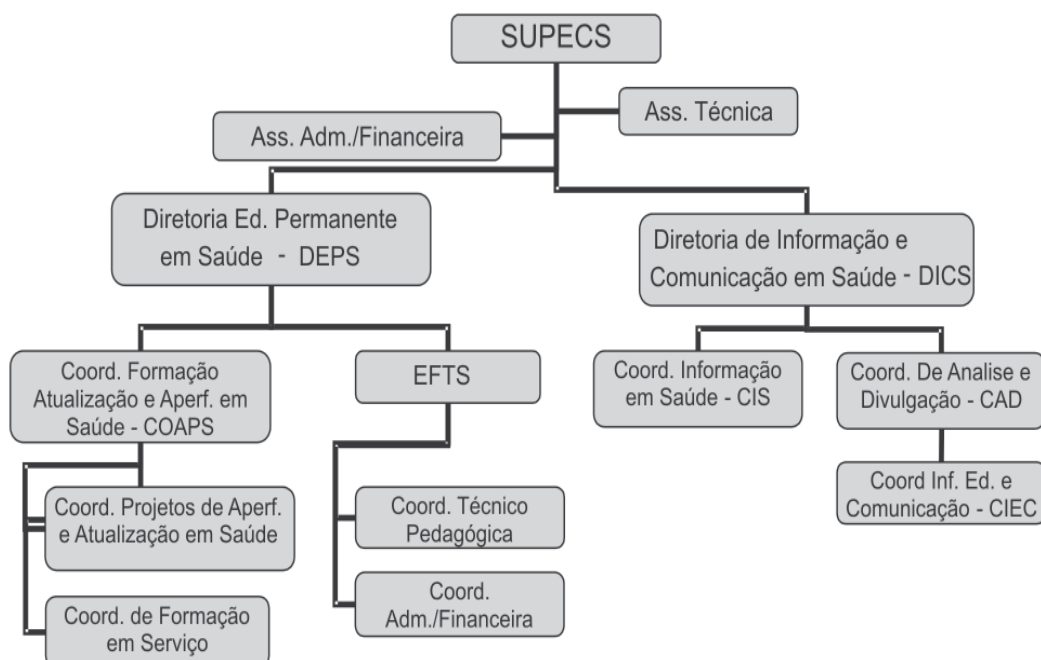 SUPECS
Ass. Técnica
Ass. Adm./Financeira
Diretoria Ed. Permanente
em Saúde - DEPS
Diretoria de Informação e
Comunicação em Saúde - DICS
Coord. Formação
Atualização e Aperf. em
Saúde - COAPS
EFTS
Coord. Informação
em Saúde - CIS
Coord. De Analise e
Divulgação - CAD
Coord. Projetos de Aperf.
e Atualização em Saúde
Coord. Técnico
Pedagógica
Coord Inf. Ed. e
Comunicação - CIEC
Coord. de Formação
em Serviço
Coord.
Adm./Financeira